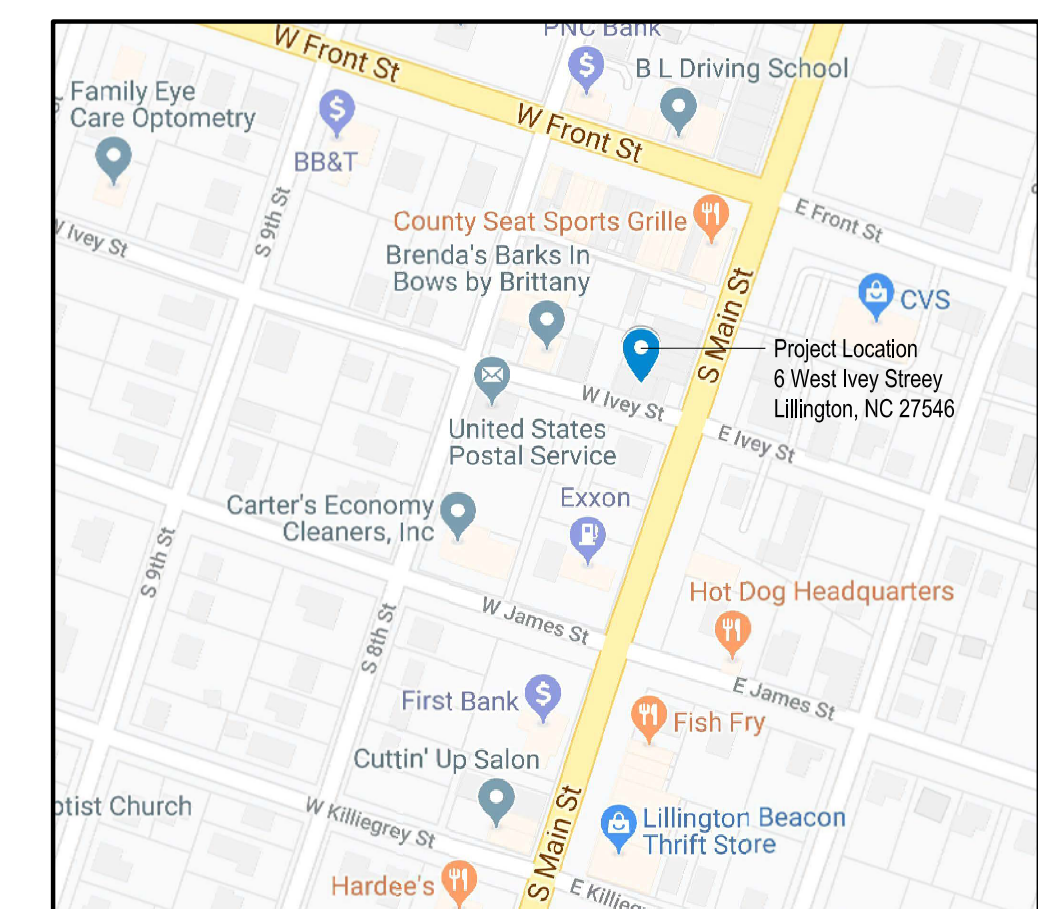 PNC Bank
W Front St
B L Driving School
Family Eye
Care Optometry
BB&T
W Front St
S 9th St
W Ivey St
County Seat Sports Grille
E Front St
Brenda's Barks In
Bows by Brittany
CVS
S Main St
Project Location
6 West Ivey Streey
Lillington, NC 27546
W Ivey St
United States
Postal Service
E Ivey St
Exxon
Carter's Economy
Cleaners, Inc
S 9th St
Hot Dog Headquarters
W James St
S 8th St
E James St
First Bank
Fish Fry
Cuttin' Up Salon
ptist Church
W Killiegrey St
S Main St
Lillington Beacon
Thrift Store
Hardee's
E Killieg